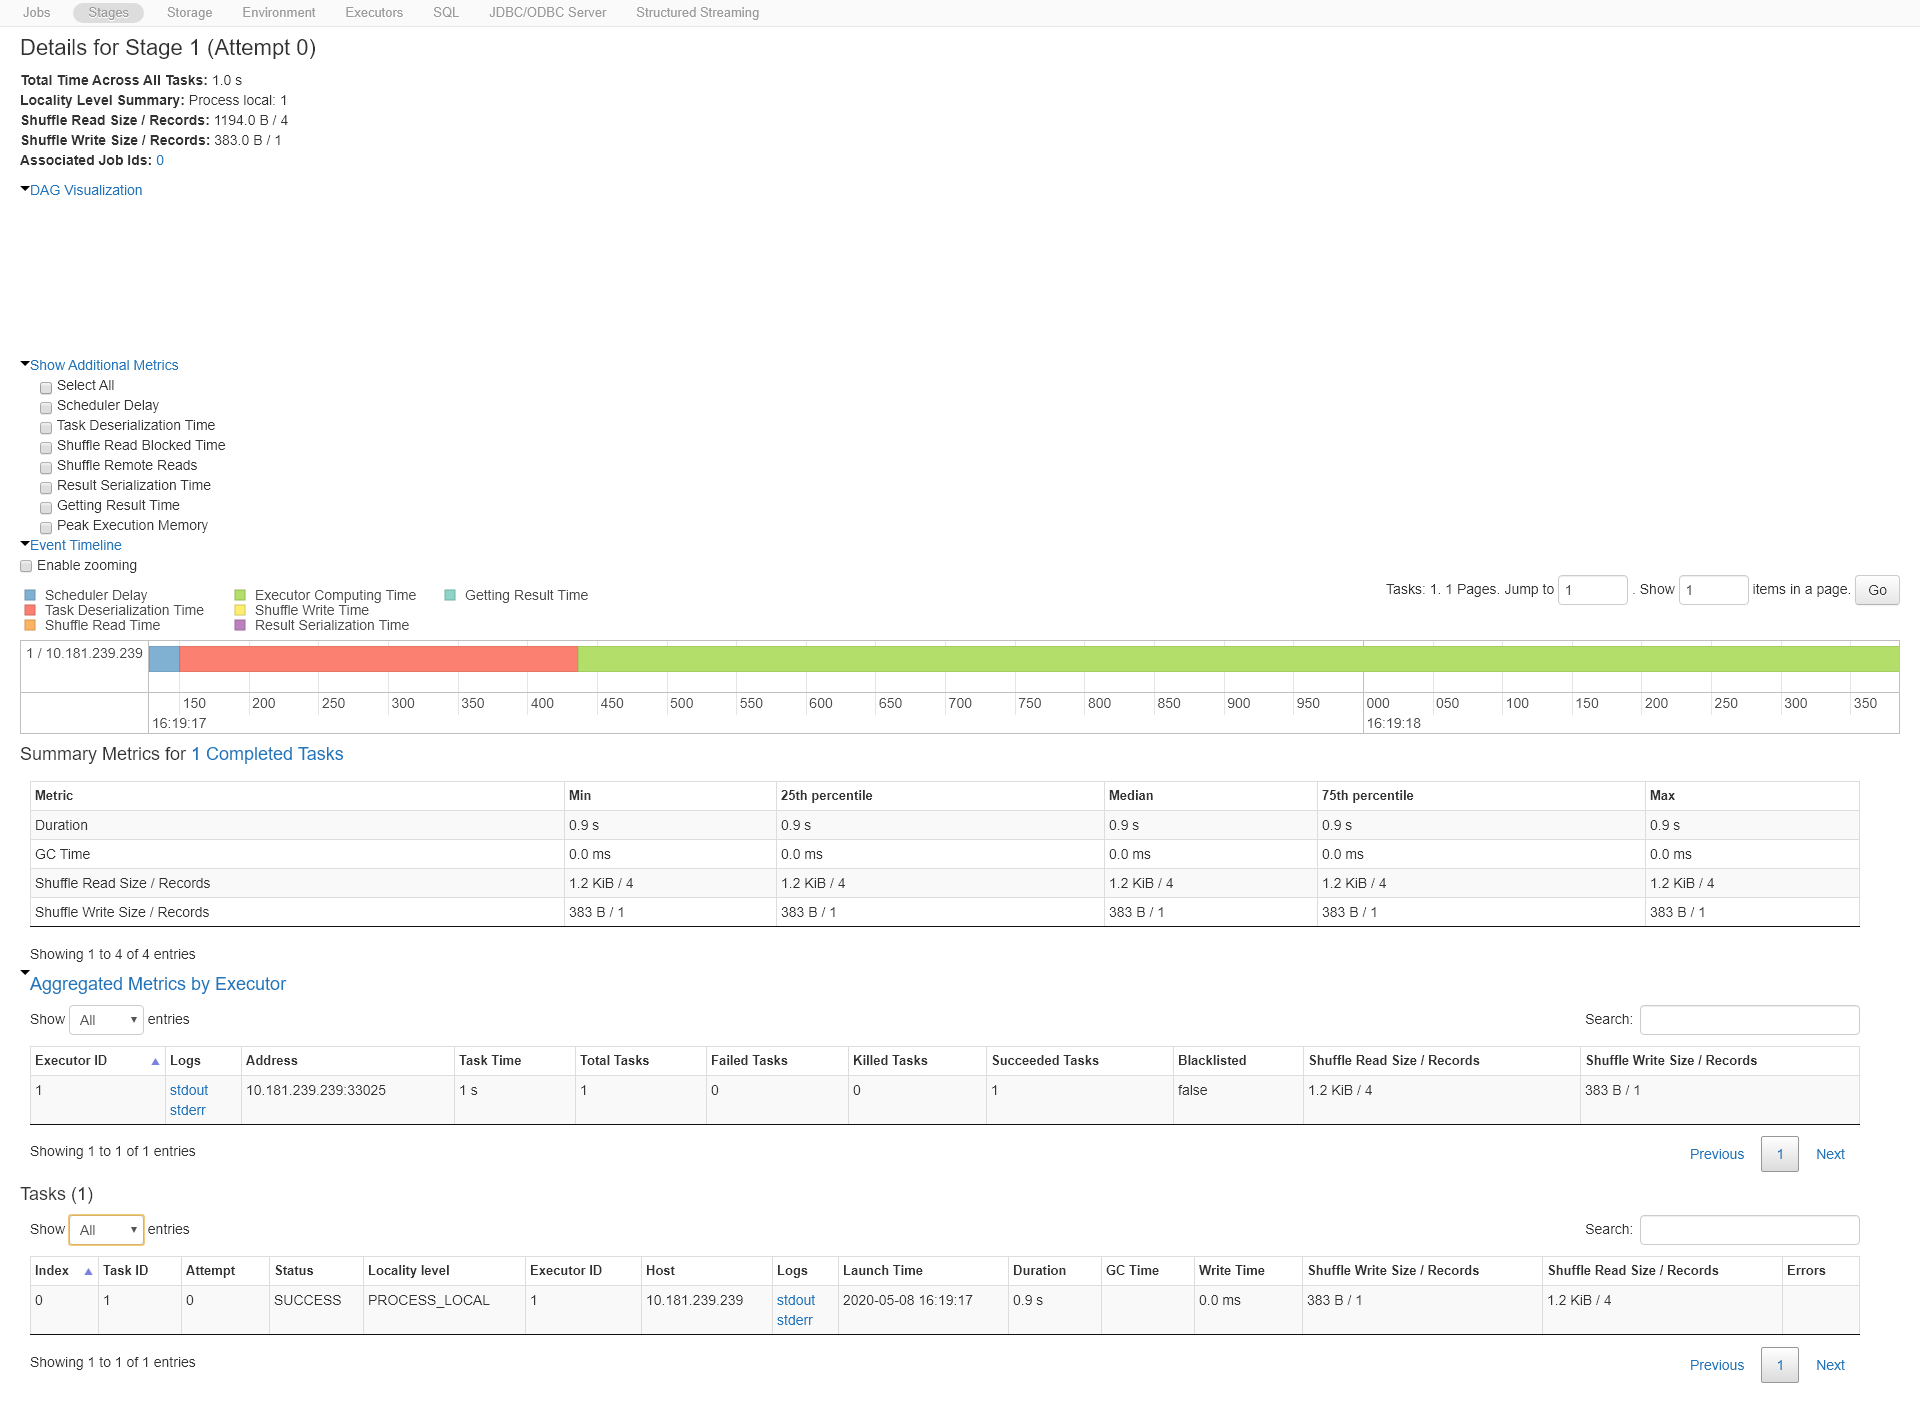 Jobs Stages Storage Environment Executors SQL JDBC/ODBC Server Structured Streaming
Details for Stage 1 (Attempt 0)
Total Time Across All Tasks: 1.0 s
Locality Level Summary: Process local: 1
Shuffle Read Size / Records: 1194.0 B / 4
Shuffle Write Size / Records: 383.0 B / 1
Associated Job Ids: 0
DAG Visualization
Show Additional Metrics
Select All
Scheduler Delay
Task Deserialization Time
Shuffle Read Blocked Time
Shuffle Remote Reads
Result Serialization Time
Getting Result Time
Peak Execution Memory
Event Timeline
Enable zooming
Tasks: 1. 1 Pages. Jump to 1 . Show 1 items in a page. Go
Scheduler Delay Executor Computing Time Getting Result Time
Task Deserialization Time Shuffle Write Time
Shuffle Read Time Result Serialization Time
1 / 10.181.239.239
150 200 250 300 350 400 450 500 550 600 650 700 750 800 850 900 950 000 050 100 150 200 250 300 350
16:19:17 16:19:18
Summary Metrics for 1 Completed Tasks
Metric Min 25th percentile Median 75th percentile Max
Duration 0.9 s 0.9 s 0.9 s 0.9 s 0.9 s
GC Time 0.0 ms 0.0 ms 0.0 ms 0.0 ms 0.0 ms
Shuffle Read Size / Records 1.2 KiB / 4 1.2 KiB / 4 1.2 KiB / 4 1.2 KiB / 4 1.2 KiB / 4
Shuffle Write Size / Records 383 B / 1 383 B / 1 383 B / 1 383 B / 1 383 B / 1
Showing 1 to 4 of 4 entries
Aggregated Metrics by Executor
Show All entries Search:
Executor ID Logs Address Task Time Total Tasks Failed Tasks Killed Tasks Succeeded Tasks Blacklisted Shuffle Read Size / Records Shuffle Write Size / Records
1 stdout 10.181.239.239:33025 1 s 1 0 0 1 false 1.2 KiB / 4 383 B / 1
stderr
Showing 1 to 1 of 1 entries Previous 1 Next
Tasks (1)
Show All entries Search:
Index Task ID Attempt Status Locality level Executor ID Host Logs Launch Time Duration GC Time Write Time Shuffle Write Size / Records Shuffle Read Size / Records Errors
0 1 0 SUCCESS PROCESS_LOCAL 1 10.181.239.239 stdout 2020-05-08 16:19:17 0.9 s 0.0 ms 383 B / 1 1.2 KiB / 4
stderr
Showing 1 to 1 of 1 entries Previous 1 Next